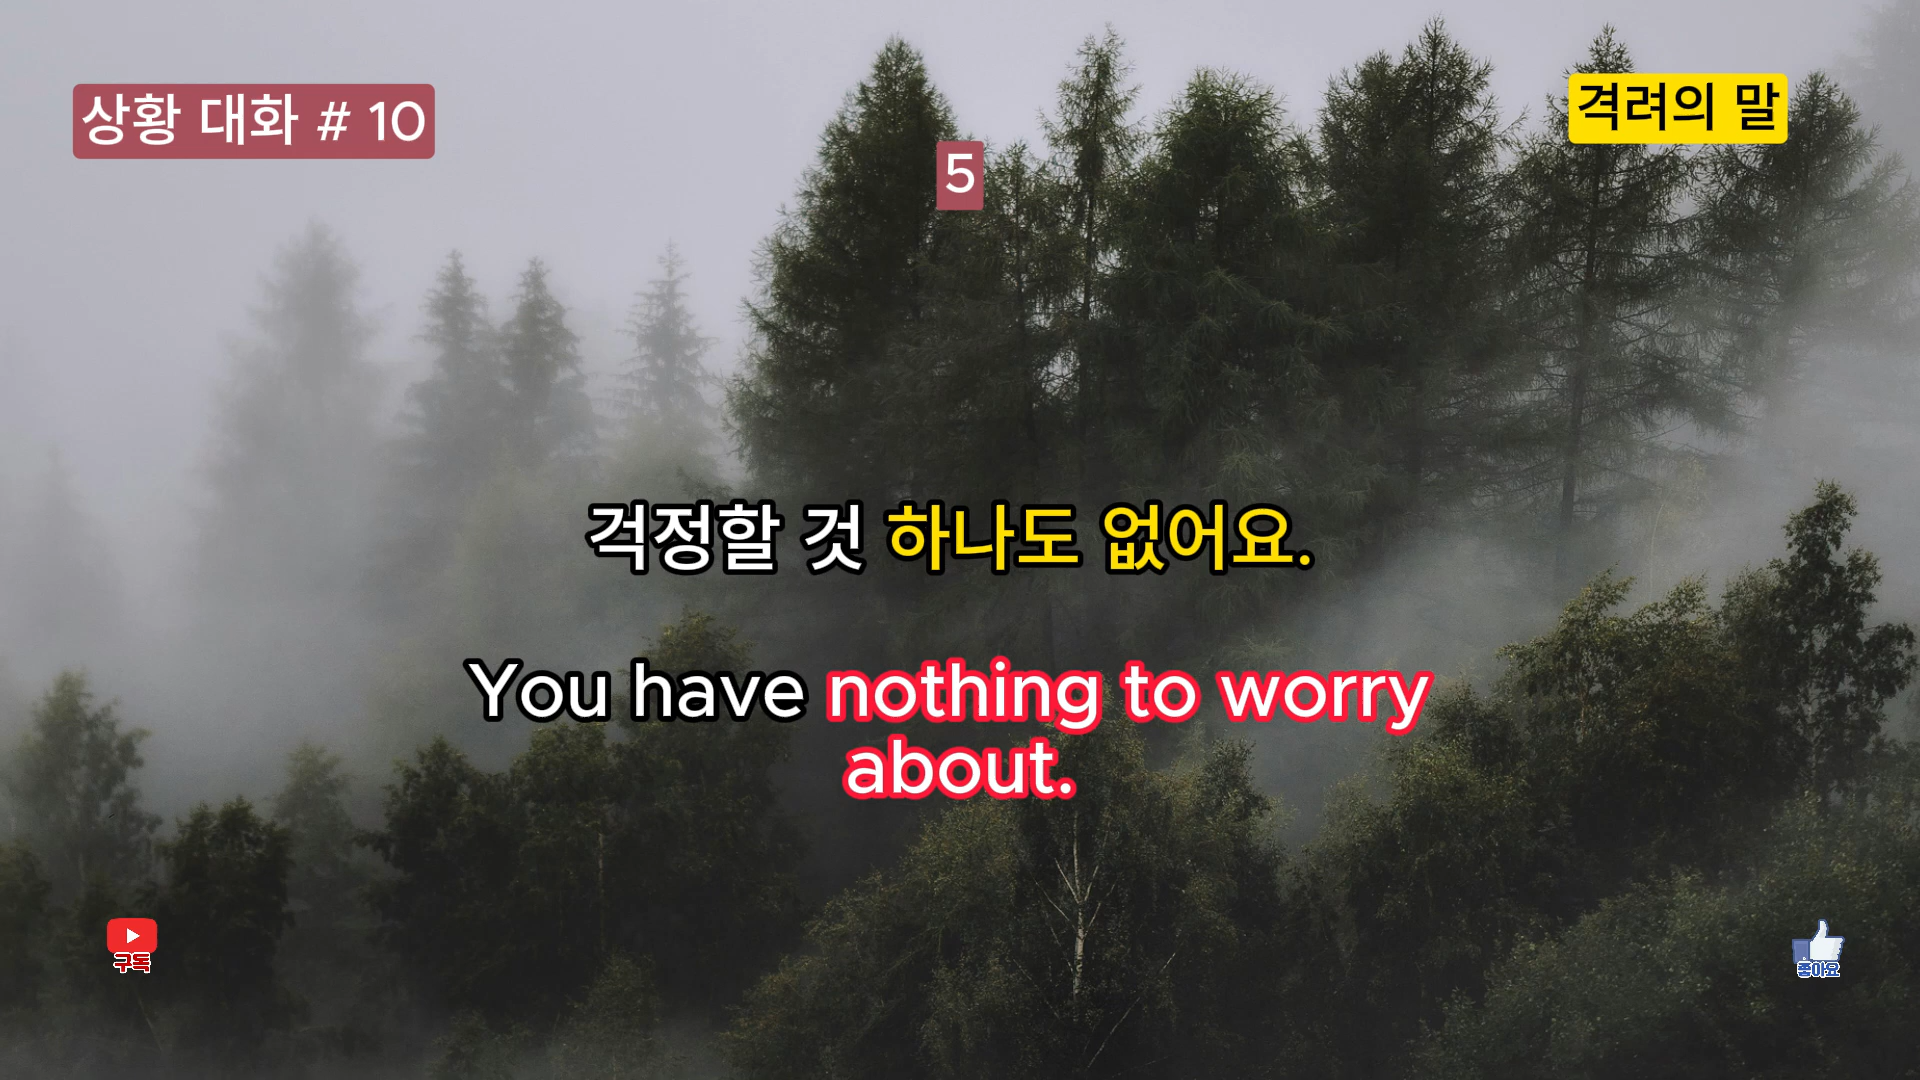 상황 대화 # 10
격려의 말
5
걱정할 것 하나도 없어요.
You have nothing to worry
about.
구독
좋아요